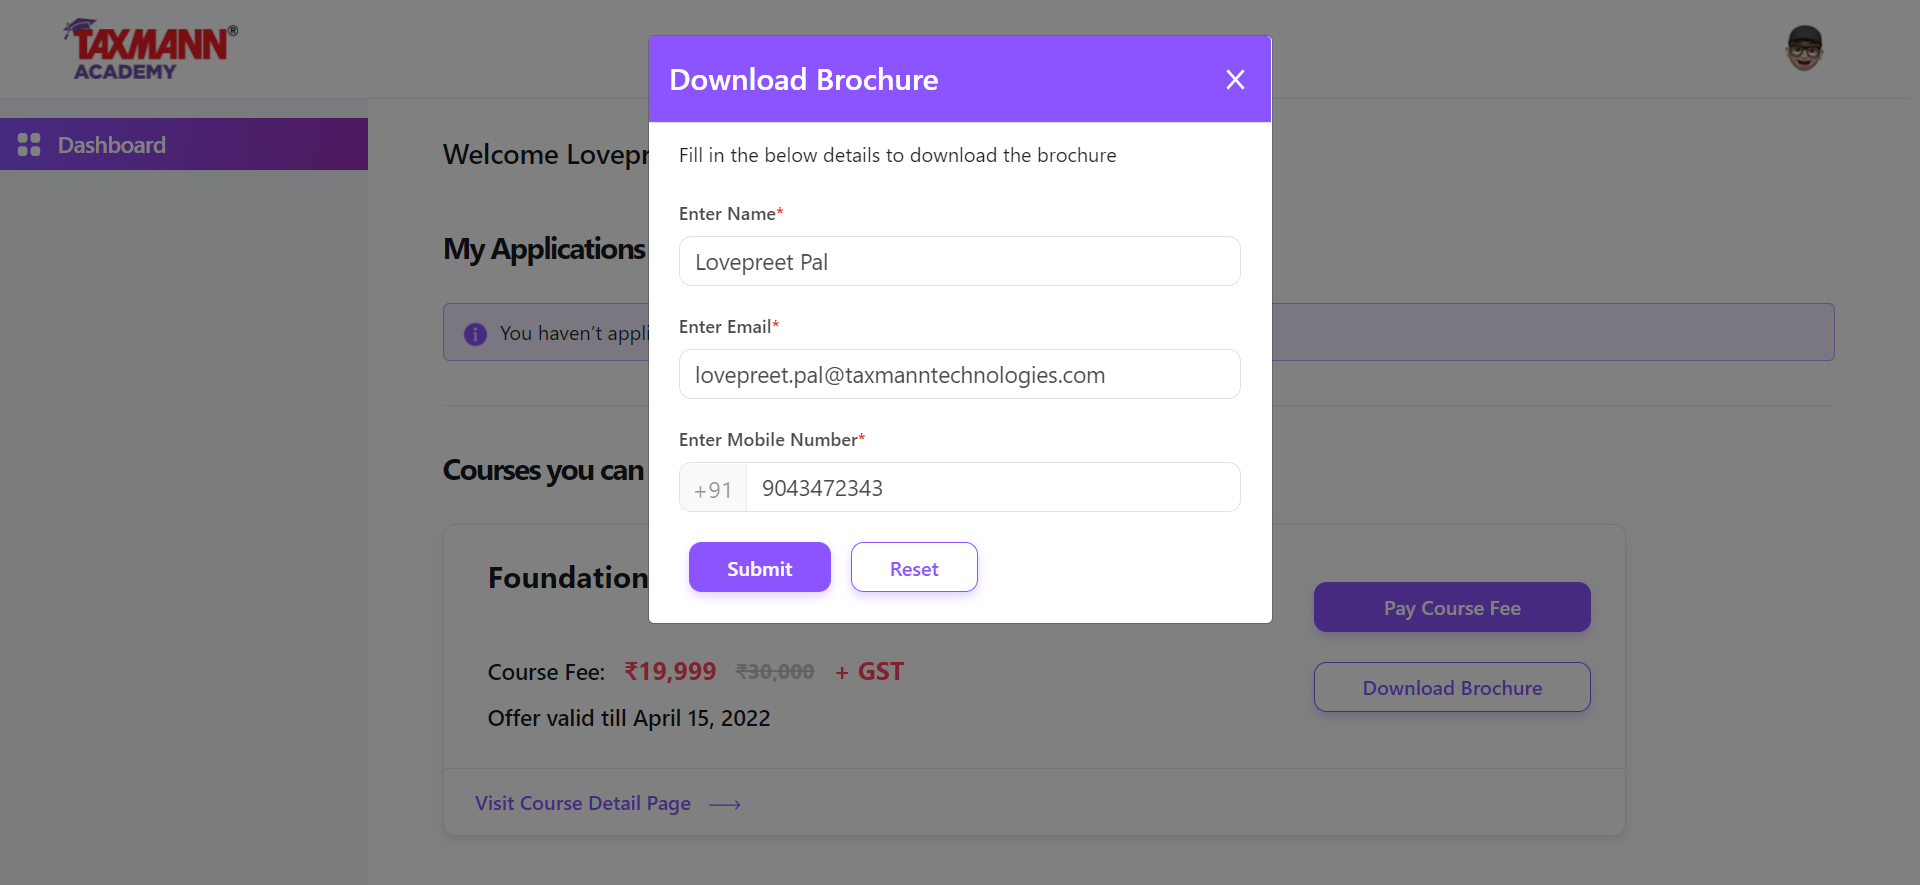 TAXMANN®
ACADEMY
Dashboard
Welcome
My Applications
You haven't
Courses you can
Foundation
Course Fee: ₹19,999 ₹30,000 + GST
Offer valid till April 15, 2022
Visit Course Detail Page
Pay Course Fee
Download Brochure
Download Brochure
Fill in the below details to download the brochure
Enter Name*
Lovepreet Pal
Enter Email*
lovepreet.pal@taxmanntechnologies.com
Enter Mobile Number*
+91 9043472343
Submit Reset